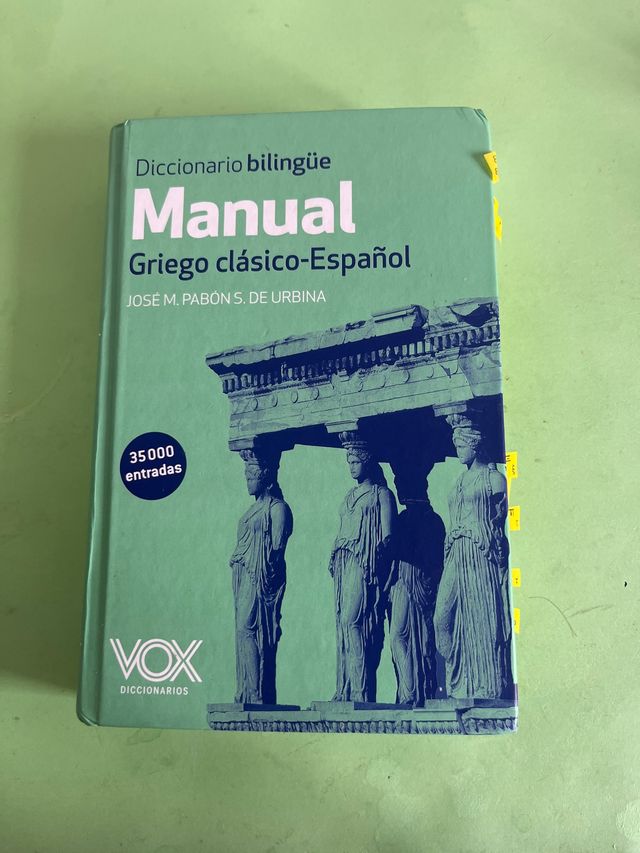 Diccionario bilingüe
Manual
Griego clásico-Español
JOSÉ M. PABÓN S. DE URBINA
35000
entradas
VOX
DICCIONARIOS